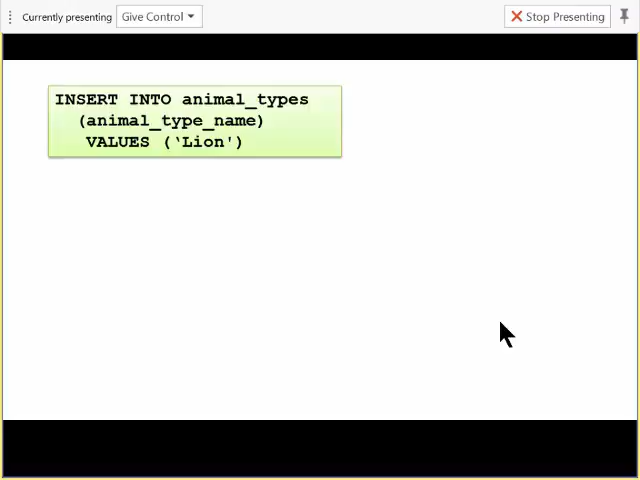 Currently presenting Give Control Stop Presenting
INSERT INTO animal_types
(animal_type_name)
VALUES (‘Lion')